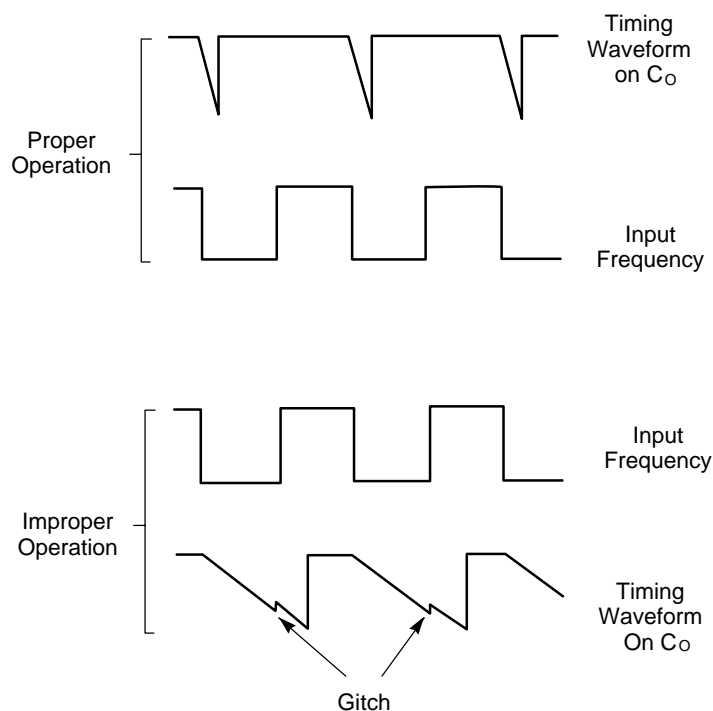 Timing
Waveform
on CO
Proper
Operation
Input
Frequency
Input
Frequency
Improper
Operation
Timing
Waveform
On CO
Gitch